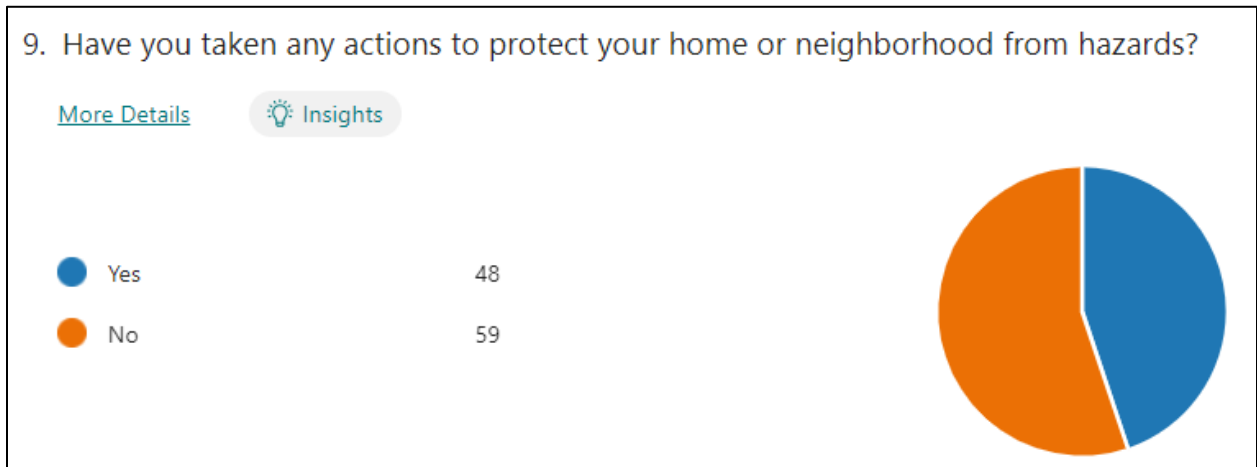 9. Have you taken any actions to protect your home or neighborhood from hazards?
More Details Insights
Yes 48
No 59